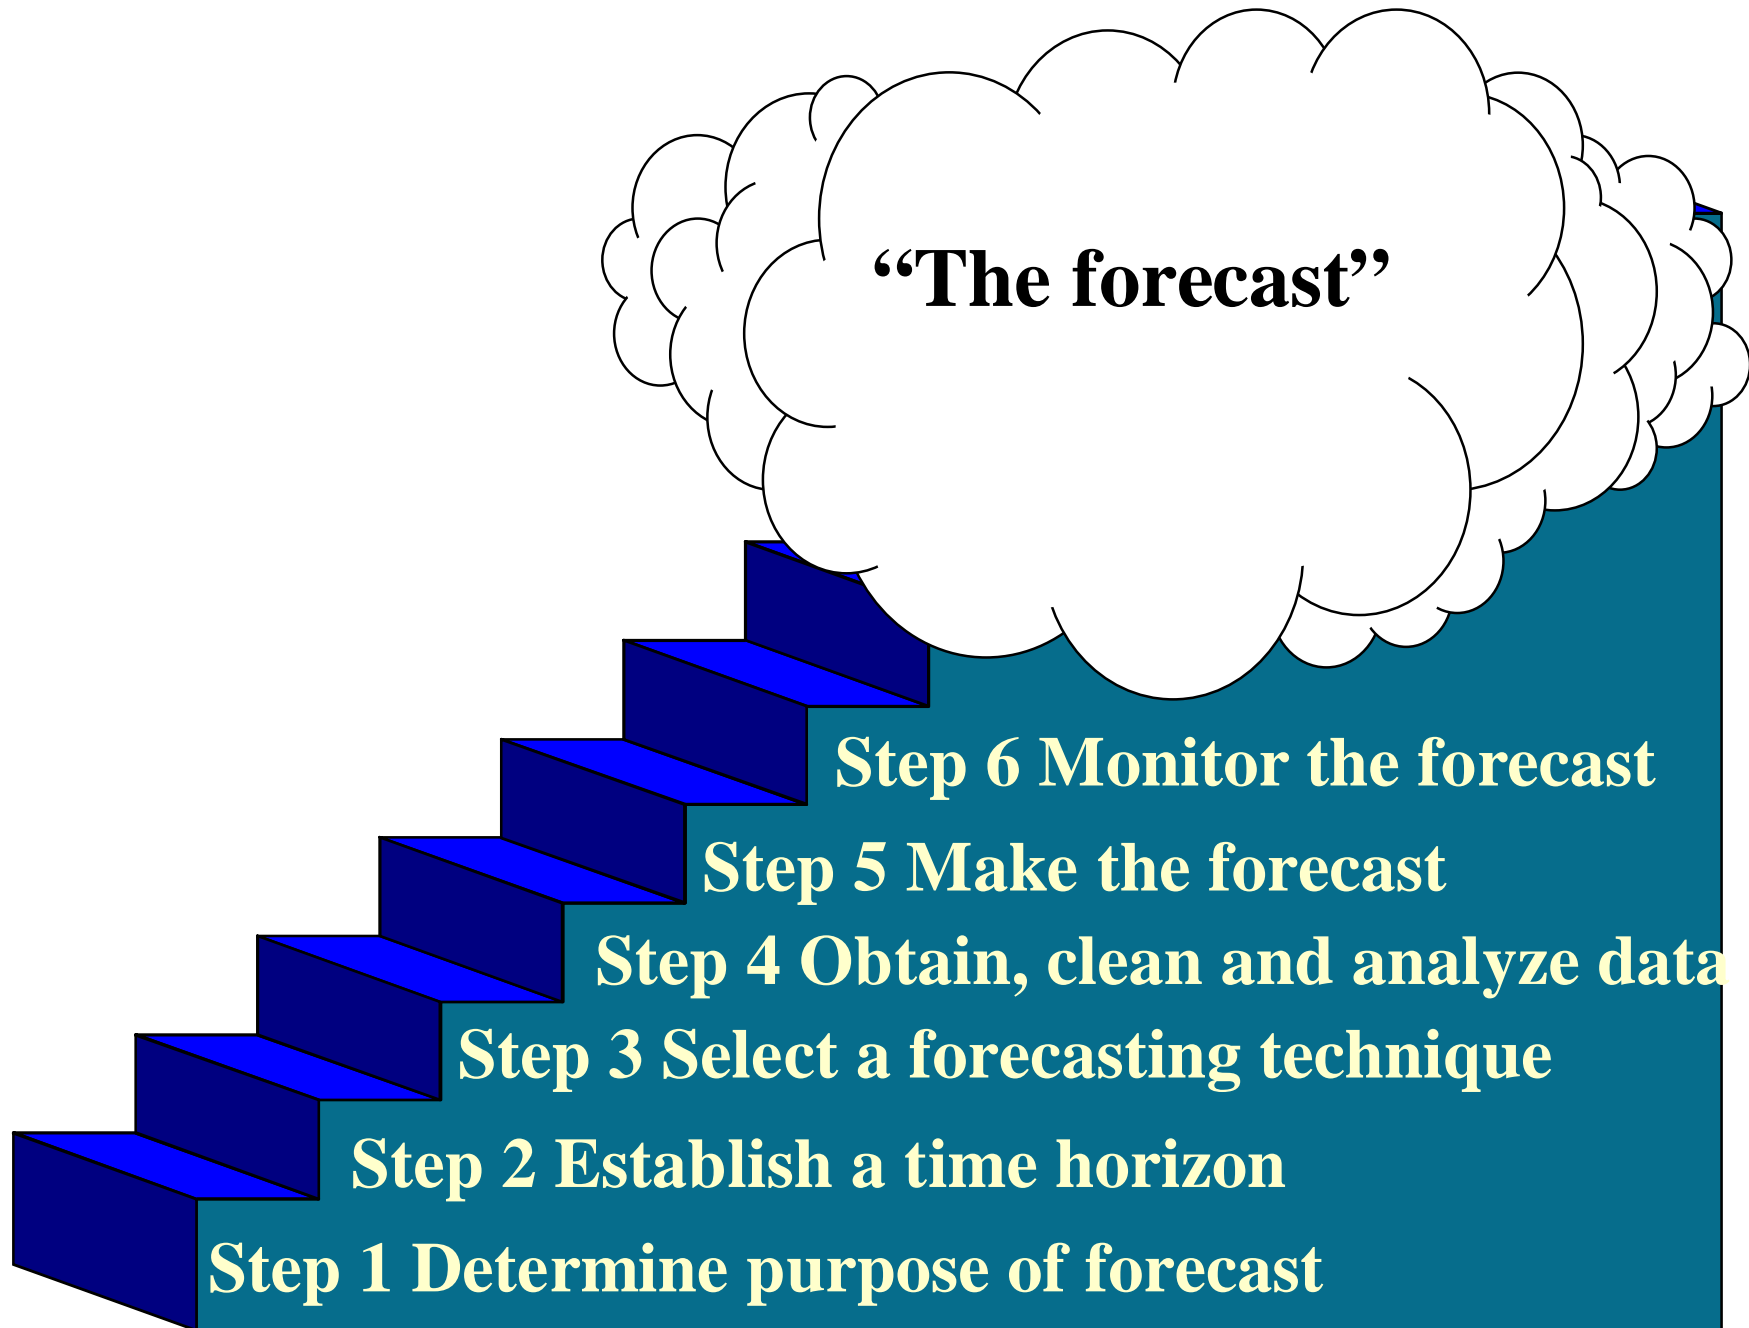 “The forecast”
Step 6 Monitor the forecast
Step 5 Make the forecast
Step 4 Obtain, clean and analyze data
Step 3 Select a forecasting technique
Step 2 Establish a time horizon
Step 1 Determine purpose of forecast